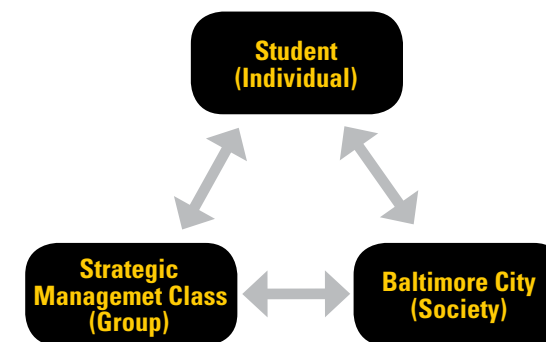 Student
(Individual)
Strategic
Managemet Class
(Group)
Baltimore City
(Society)